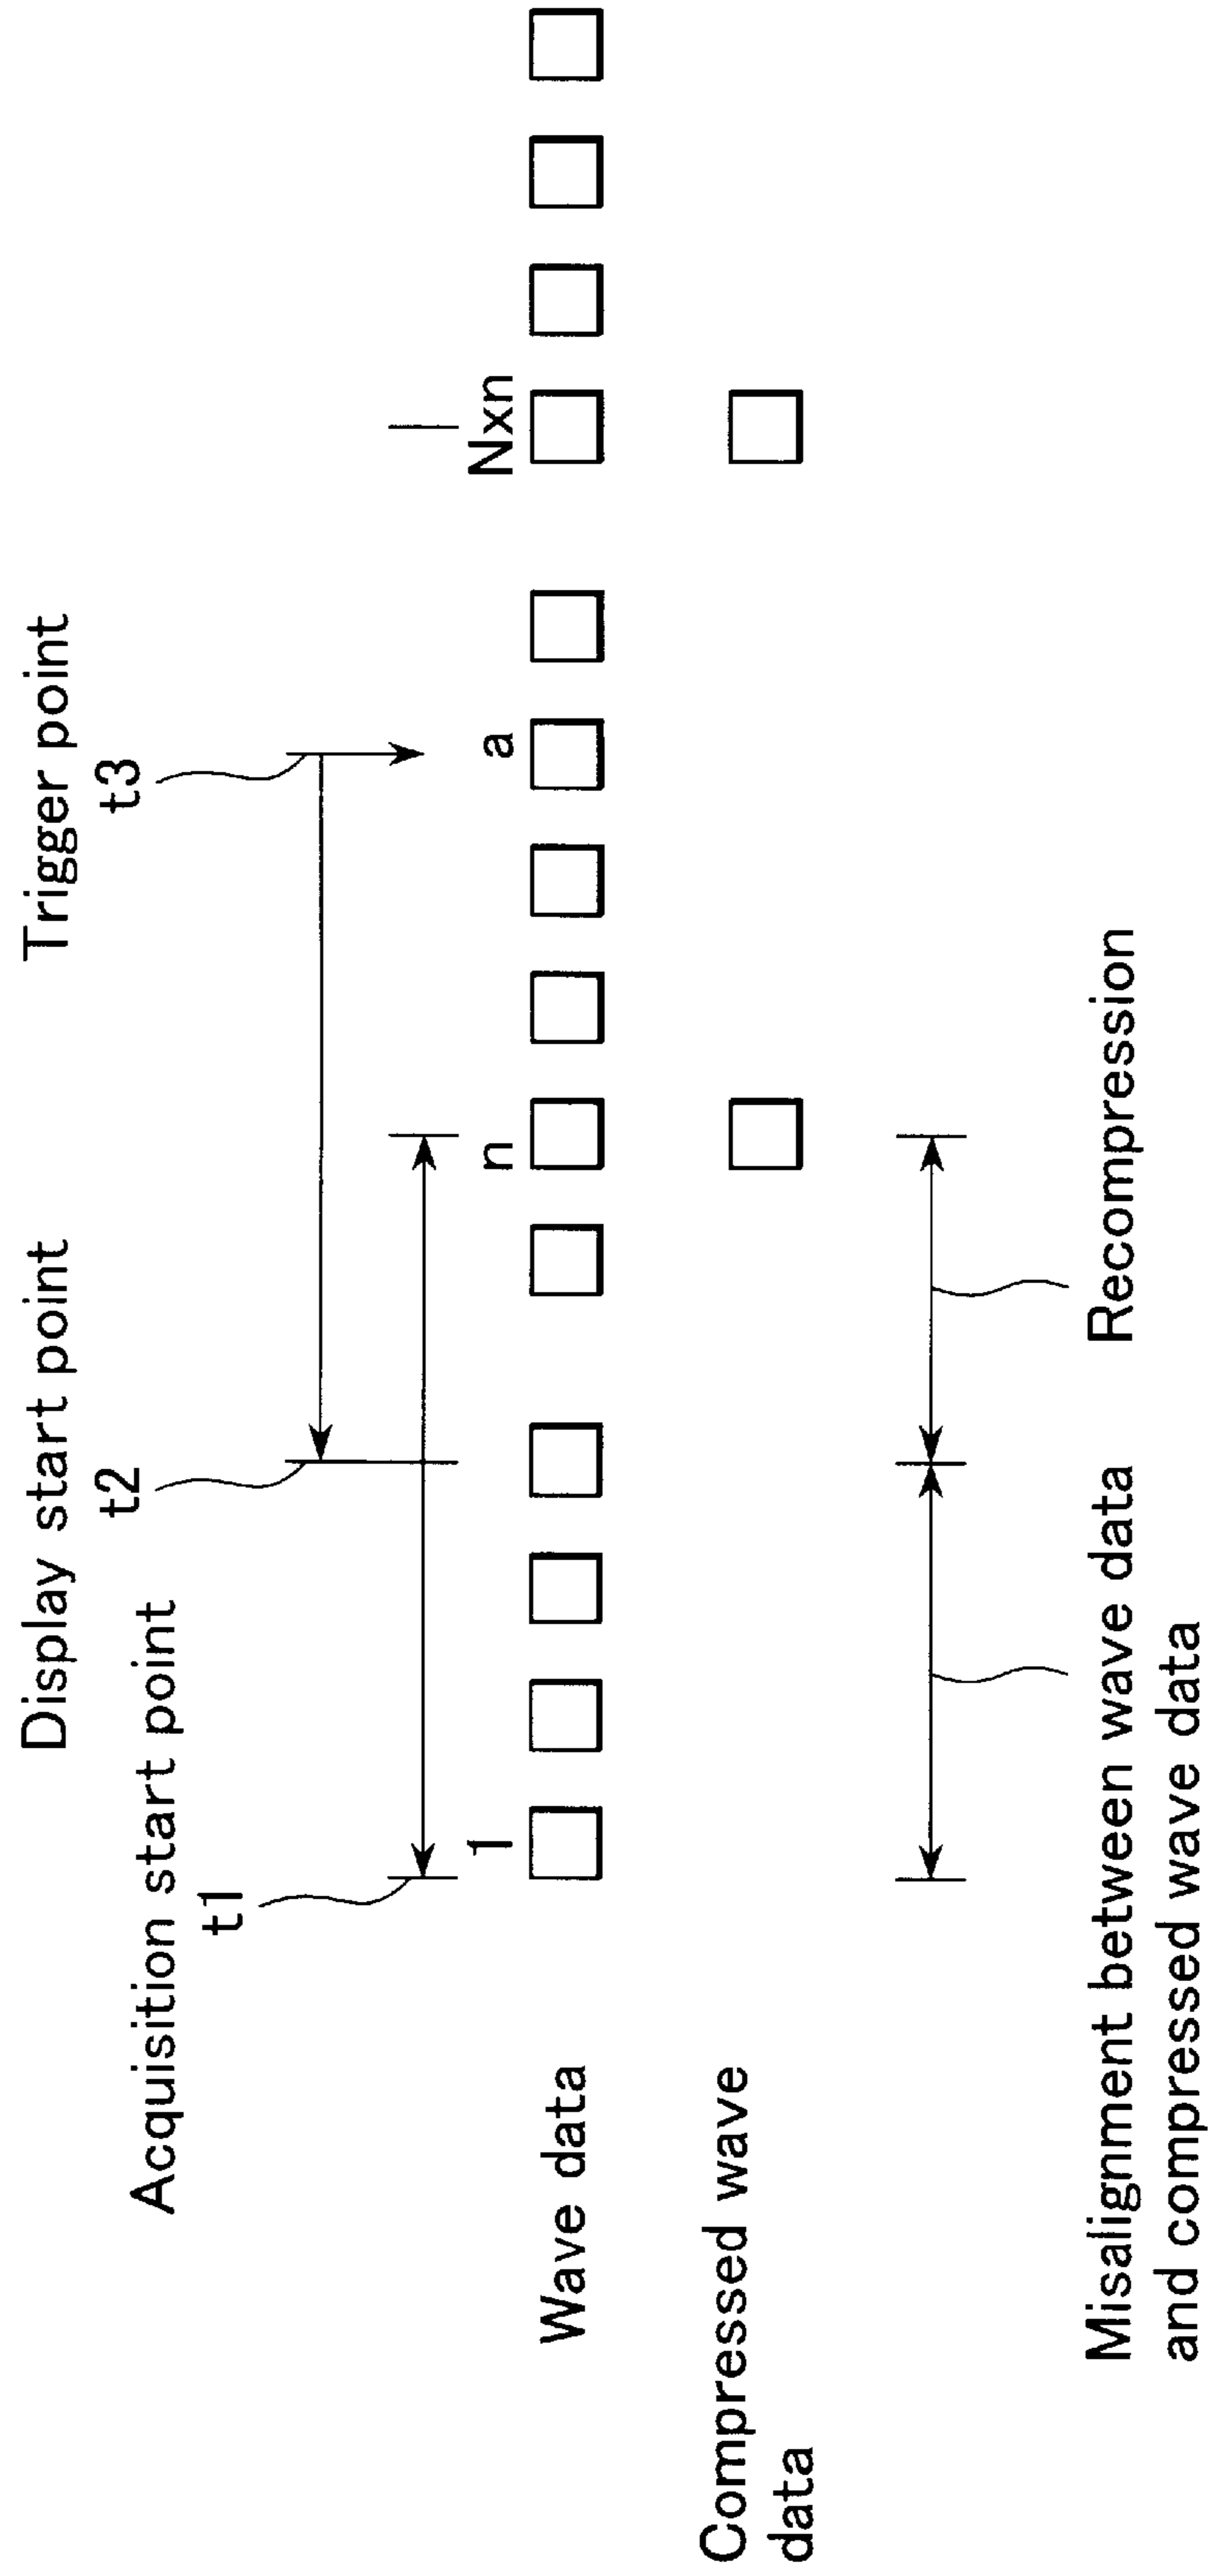 Display start point
Trigger point
t2
t3
Acquisition start point
t1
1
n
a
Nxn
Wave data
Compressed wave
data
Recompression
Misalignment between wave data
and compressed wave data